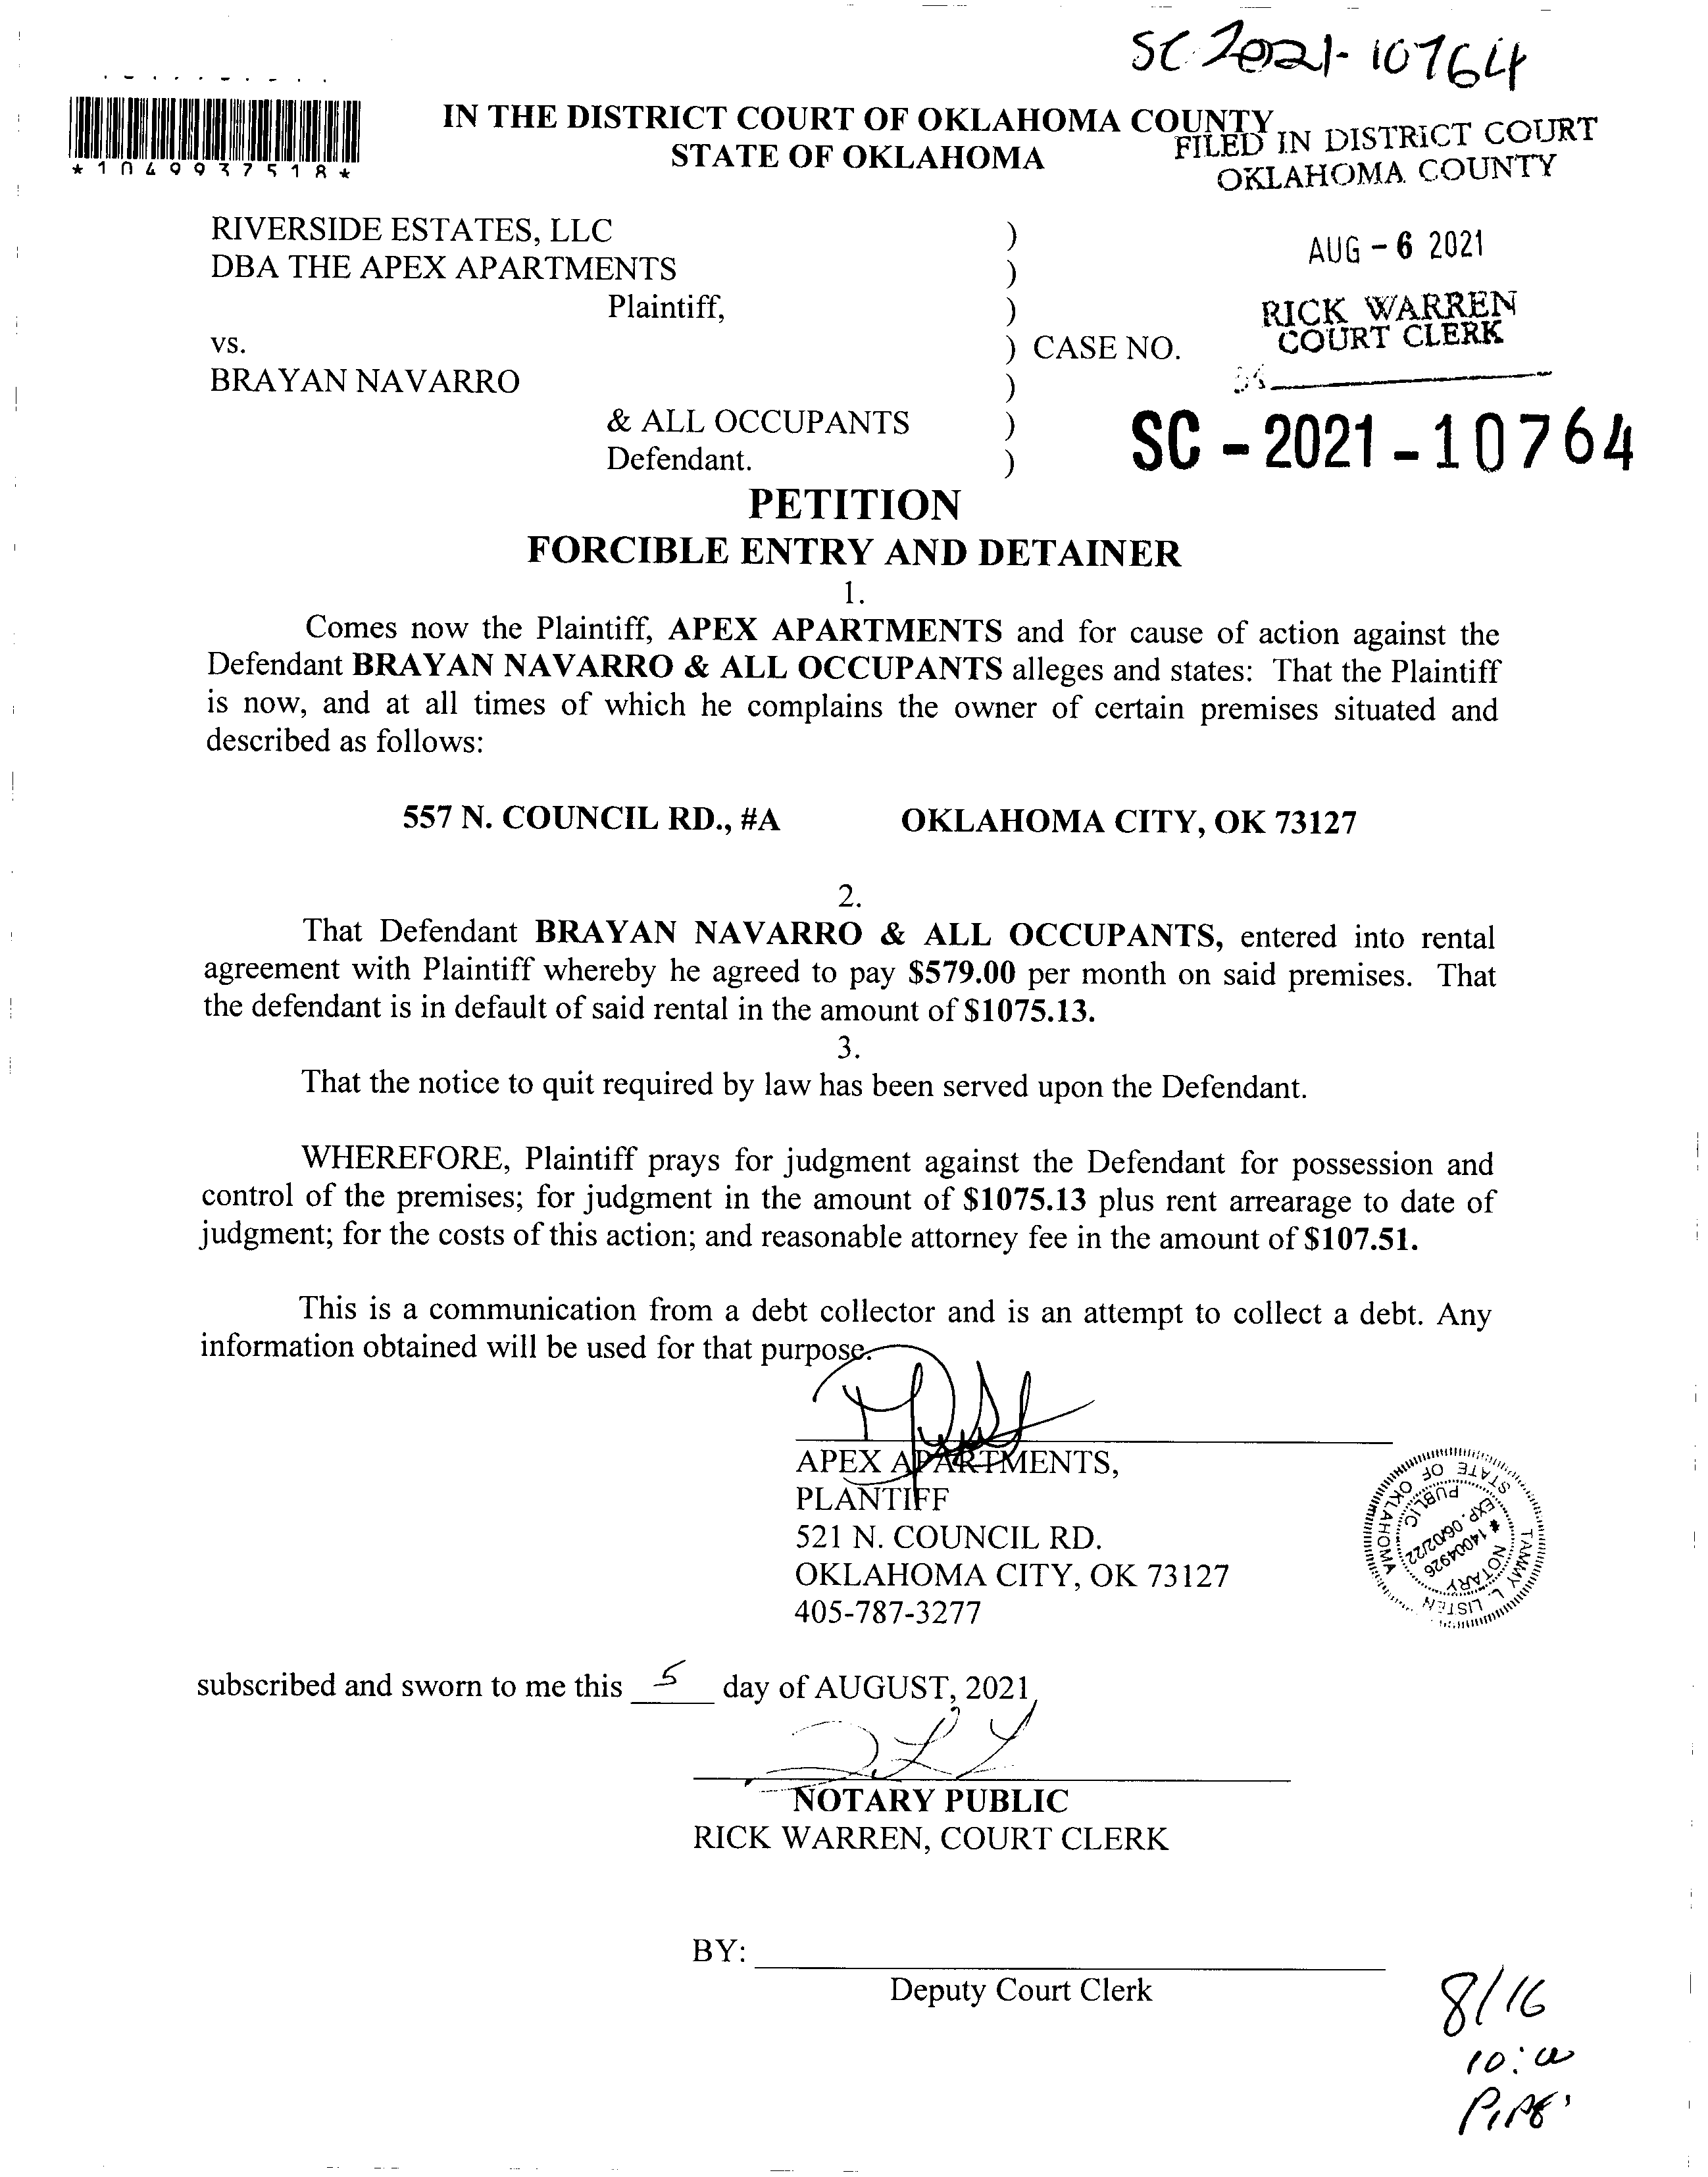 SC 2021-10764
*1049937518*
IN THE DISTRICT COURT OF OKLAHOMA COUNTY
STATE OF OKLAHOMA
FILED IN DISTRICT COURT
OKLAHOMA COUNTY
AUG - 6 2021
RICK WARREN
COURT CLERK
RIVERSIDE ESTATES, LLC )
DBA THE APEX APARTMENTS )
Plaintiff, )
vs. ) CASE NO.
BRAYAN NAVARRO )
& ALL OCCUPANTS )
Defendant. )
SC - 2021 - 10764
PETITION
FORCIBLE ENTRY AND DETAINER
1.
Comes now the Plaintiff, APEX APARTMENTS and for cause of action against the
Defendant BRAYAN NAVARRO & ALL OCCUPANTS alleges and states: That the Plaintiff
is now, and at all times of which he complains the owner of certain premises situated and
described as follows:
557 N. COUNCIL RD., #A OKLAHOMA CITY, OK 73127
2.
That Defendant BRAYAN NAVARRO & ALL OCCUPANTS, entered into rental
agreement with Plaintiff whereby he agreed to pay $579.00 per month on said premises. That
the defendant is in default of said rental in the amount of $1075.13.
3.
That the notice to quit required by law has been served upon the Defendant.
WHEREFORE, Plaintiff prays for judgment against the Defendant for possession and
control of the premises; for judgment in the amount of $1075.13 plus rent arrearage to date of
judgment; for the costs of this action; and reasonable attorney fee in the amount of $107.51.
This is a communication from a debt collector and is an attempt to collect a debt. Any
information obtained will be used for that purpose.
APEX APARTMENTS,
PLANTIFF
521 N. COUNCIL RD.
OKLAHOMA CITY, OK 73127
405-787-3277
TAMMY L. LISTEN
STATE OF OKLAHOMA
NOTARY PUBLIC
# 14004926
EXP. 06/02/22
subscribed and sworn to me this 5 day of AUGUST, 2021
NOTARY PUBLIC
RICK WARREN, COURT CLERK
BY:
Deputy Court Clerk
8/16